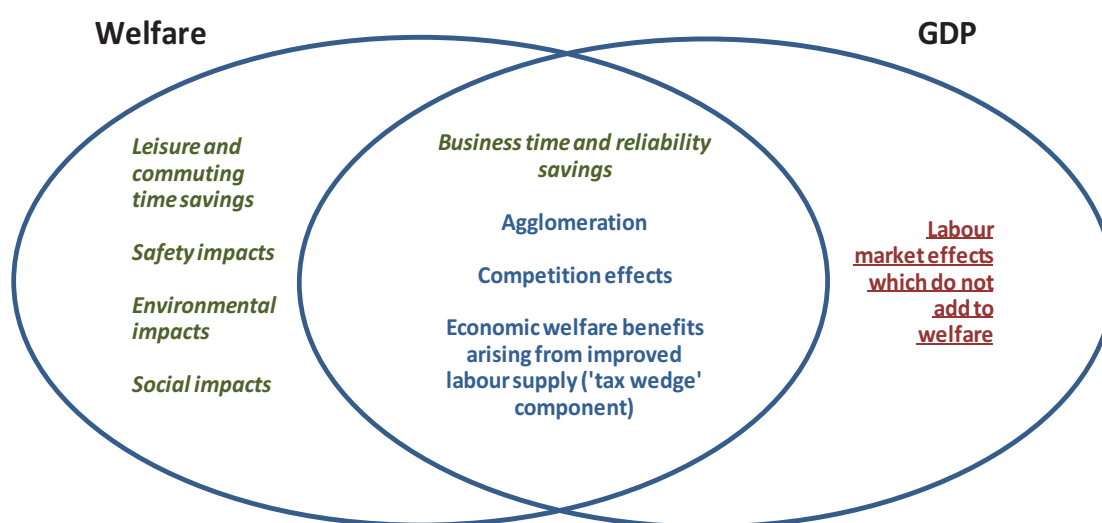 Welfare
GDP
Leisure and
commuting
time savings
Safety impacts
Environmental
impacts
Social impacts
Business time and reliability
savings
Agglomeration
Competition effects
Economic welfare benefits
arising from improved
labour supply ('tax wedge'
component)
Labour
market effects
which do not
add to
welfare